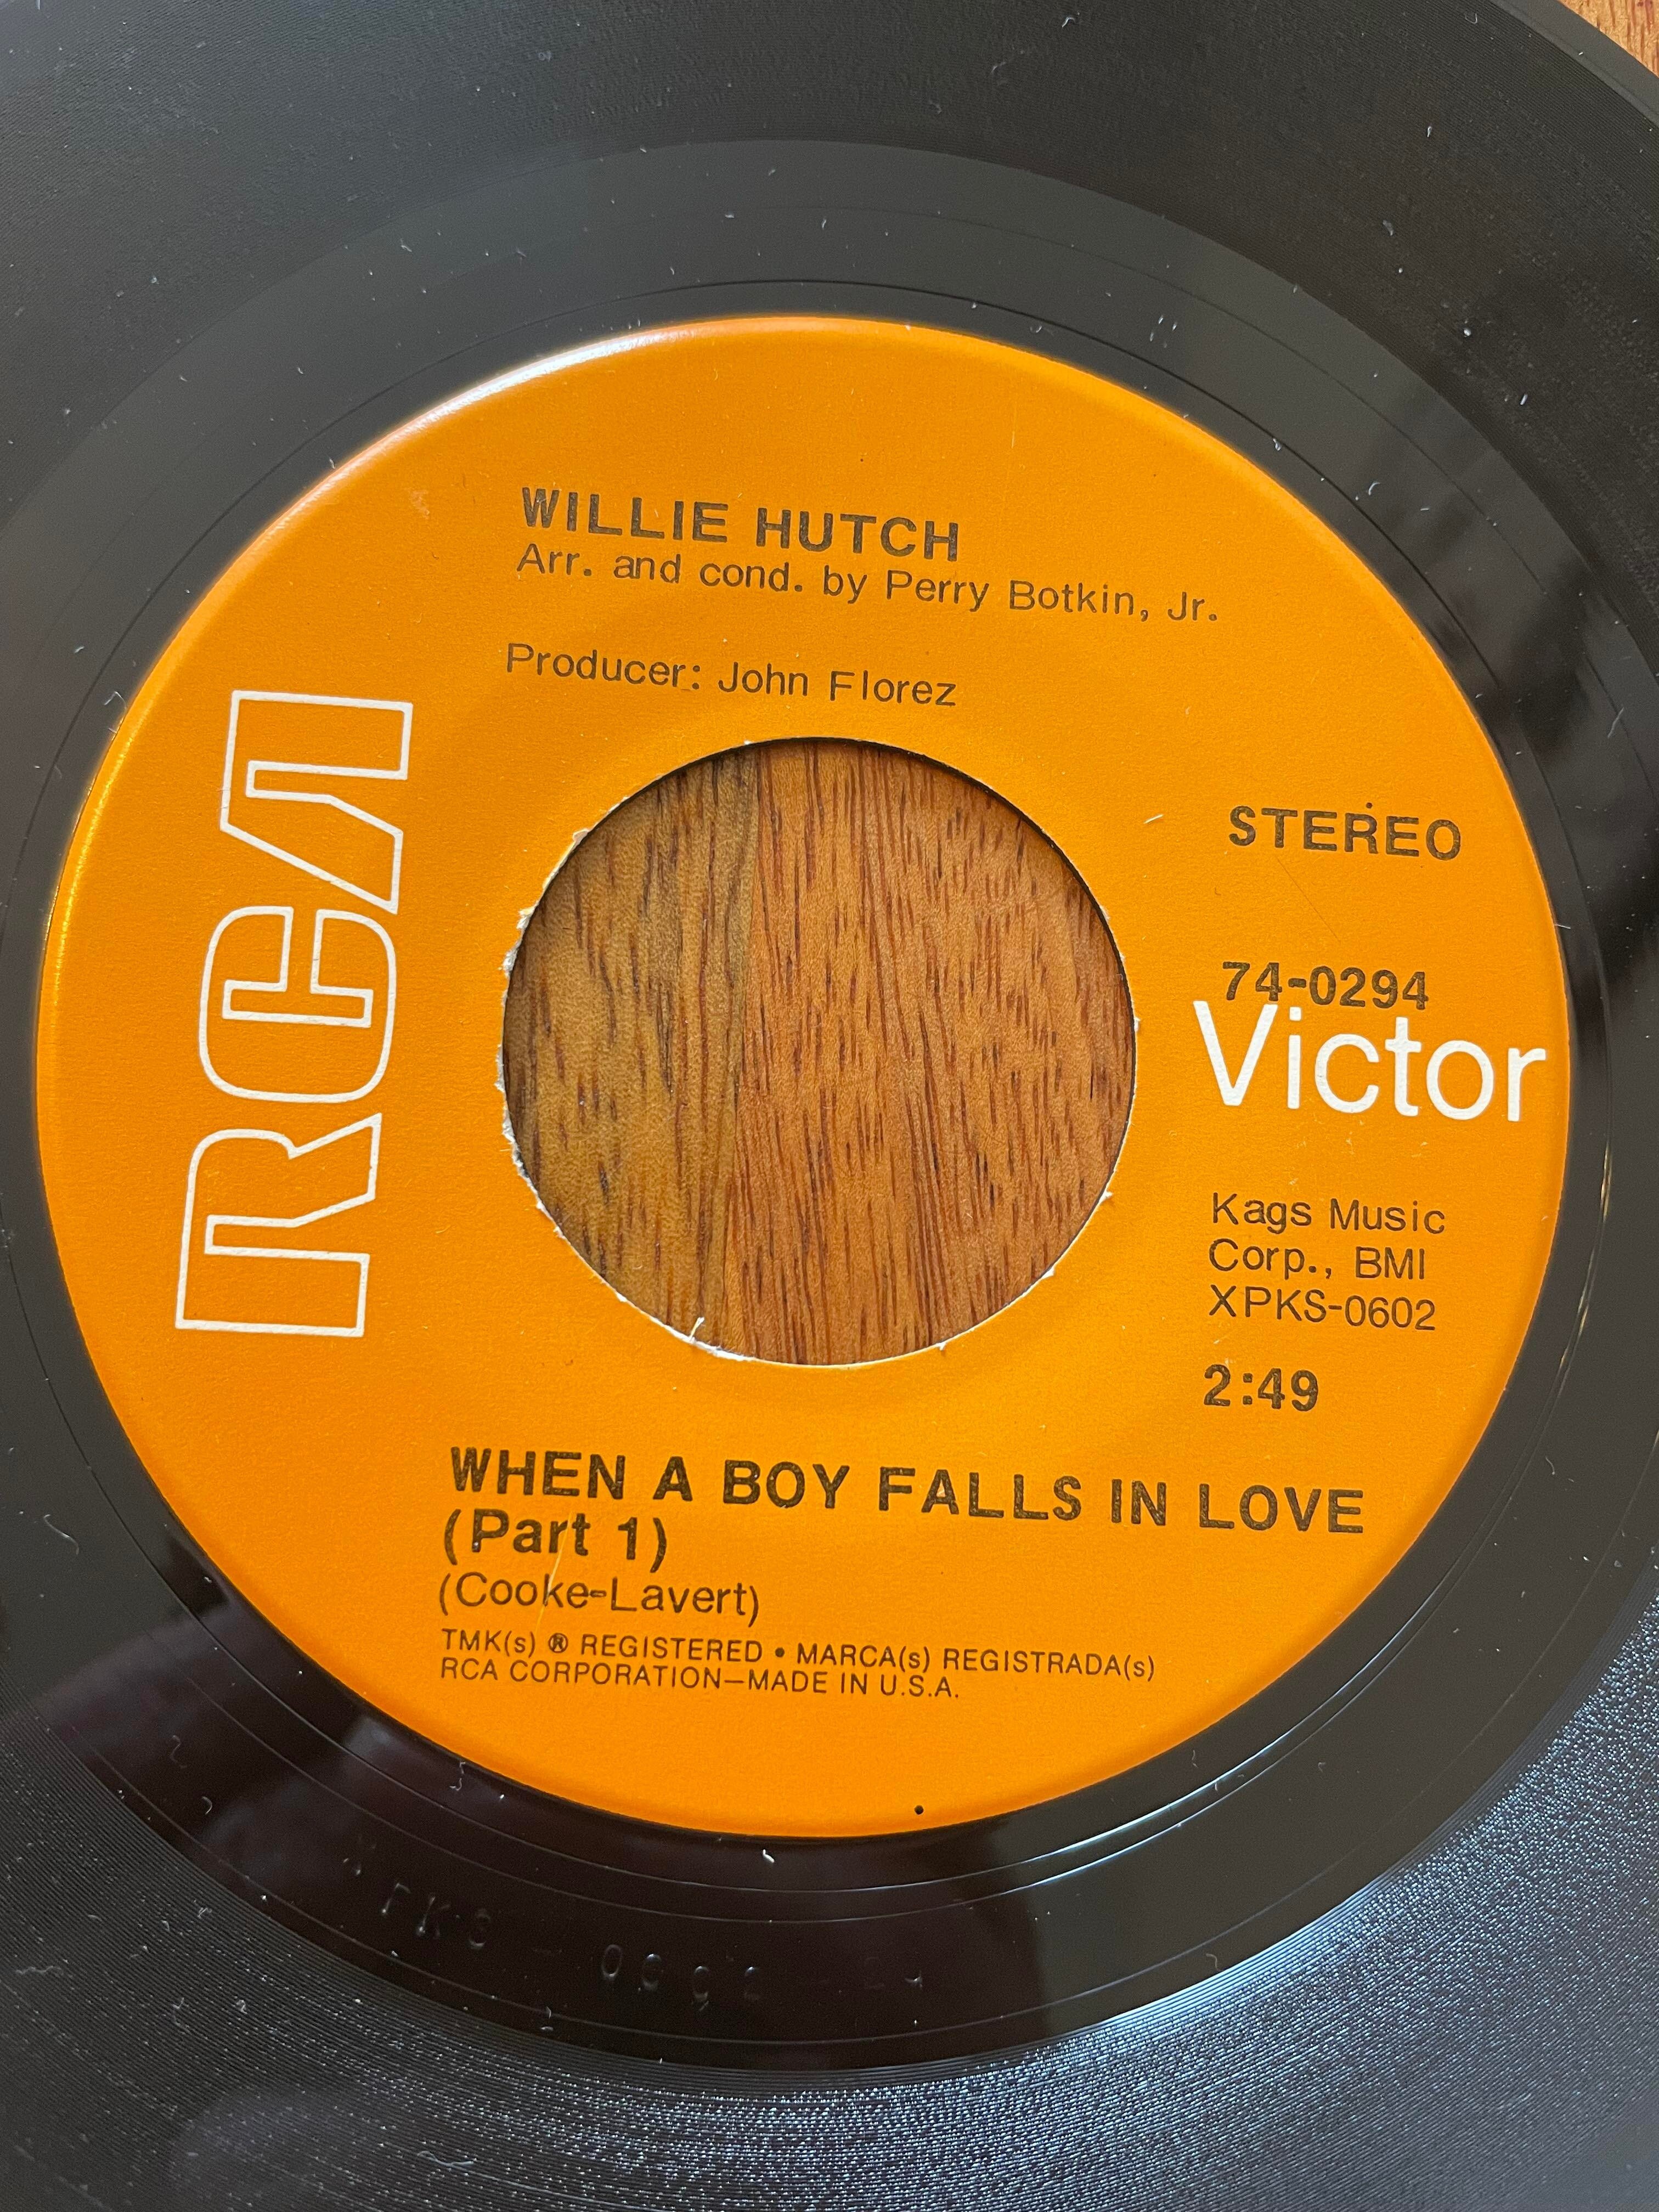 WILLIE HUTCH
Arr. and cond. by Perry Botkin, Jr.
Producer: John Florez
RCA
STEREO
74-0294
Victor
Kags Music
Corp., BMI
XPKS-0602
2:49
WHEN A BOY FALLS IN LOVE
(Part 1)
(Cooke-Lavert)
TMK(s) ® REGISTERED • MARCA(s) REGISTRADA(s)
RCA CORPORATION—MADE IN U.S.A.